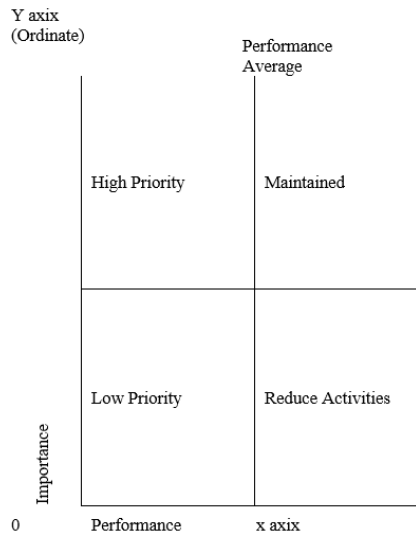 Y axix
(Ordinate)
Performance
Average
High Priority
Maintained
Low Priority
Reduce Activities
Importance
0
Performance
x axix